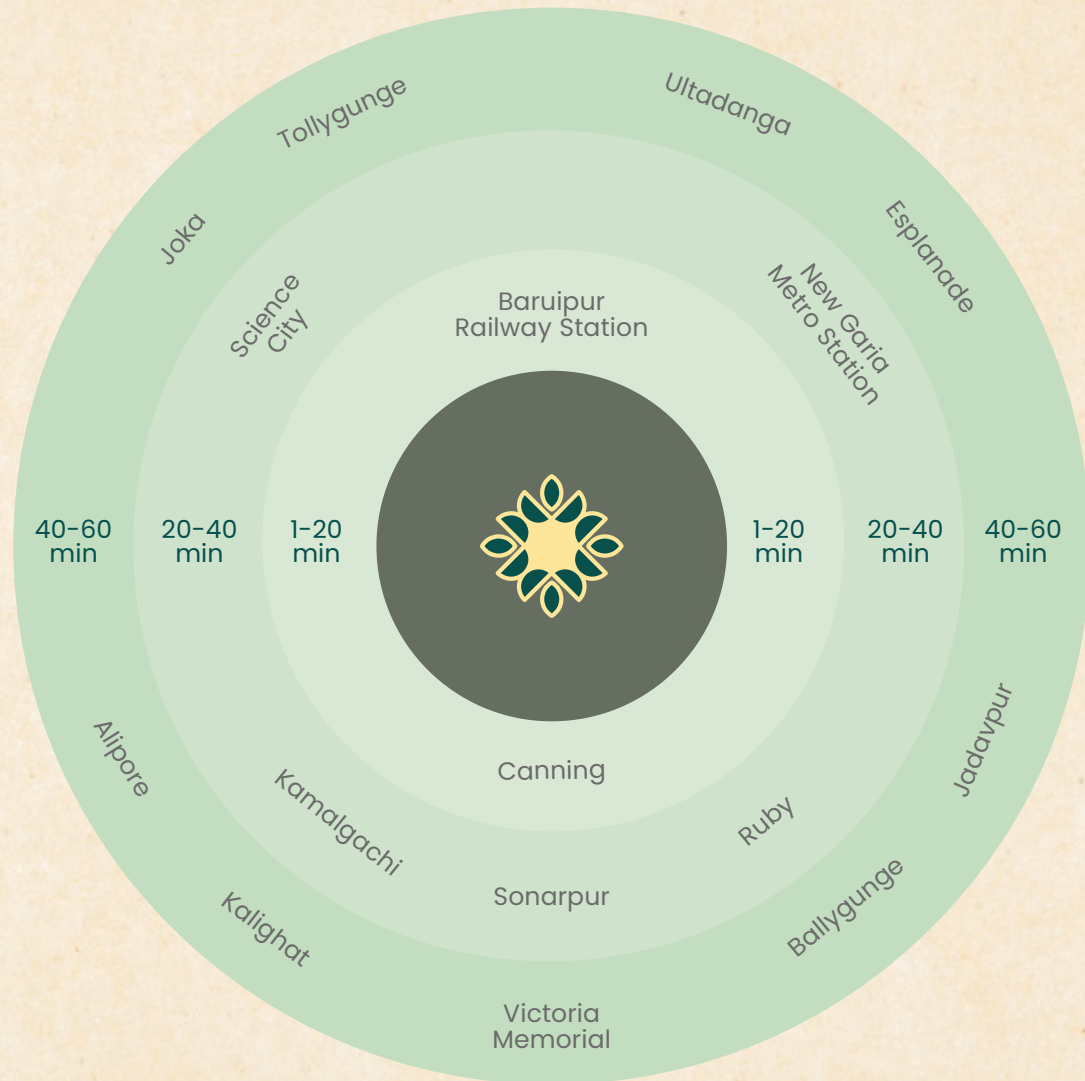 Tollygunge
Ultadanga
Joka
Esplanade
Science
City
New Garia
Metro Station
Baruipur
Railway Station
40-60
min
20-40
min
1-20
min
1-20
min
20-40
min
40-60
min
Alipore
Jadavpur
Canning
Kamalgachi
Ruby
Sonarpur
Kalighat
Ballygunge
Victoria
Memorial